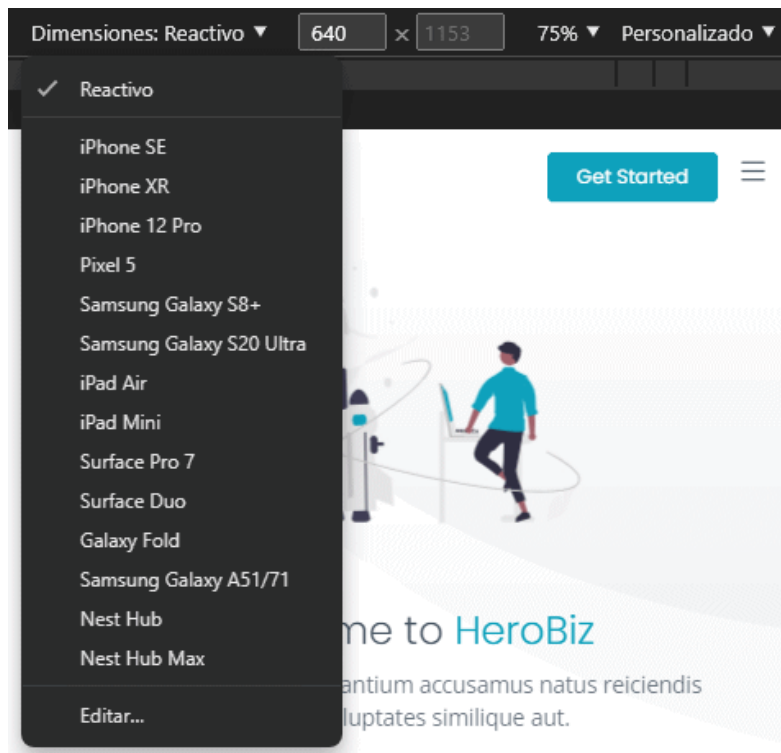 Dimensiones: Reactivo 640 × 1153 75% Personalizado
Reactivo
iPhone SE
iPhone XR
iPhone 12 Pro
Pixel 5
Samsung Galaxy S8+
Samsung Galaxy S20 Ultra
iPad Air
iPad Mini
Surface Pro 7
Surface Duo
Galaxy Fold
Samsung Galaxy A51/71
Nest Hub
Nest Hub Max
Editar...
Get Started
me to HeroBiz
antium accusamus natus reiciendis
luptates similique aut.